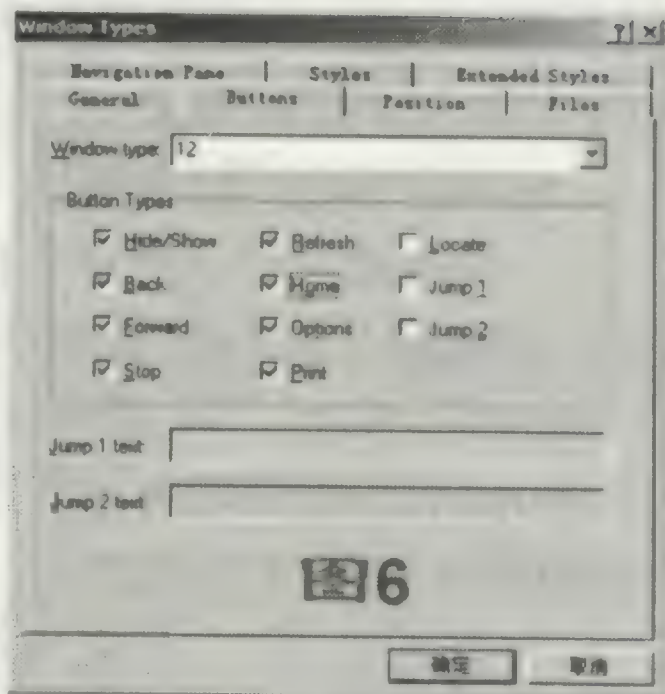 Window Types
Navigation Pane | Styles | Extended Styles
General Buttons | Position | Files
Window type: 12
Button Types
Hide/Show Refresh Locate
Back Home Jump 1
Forward Options Jump 2
Stop Print
Jump 1 text:
Jump 2 text:
图6
確定 取消